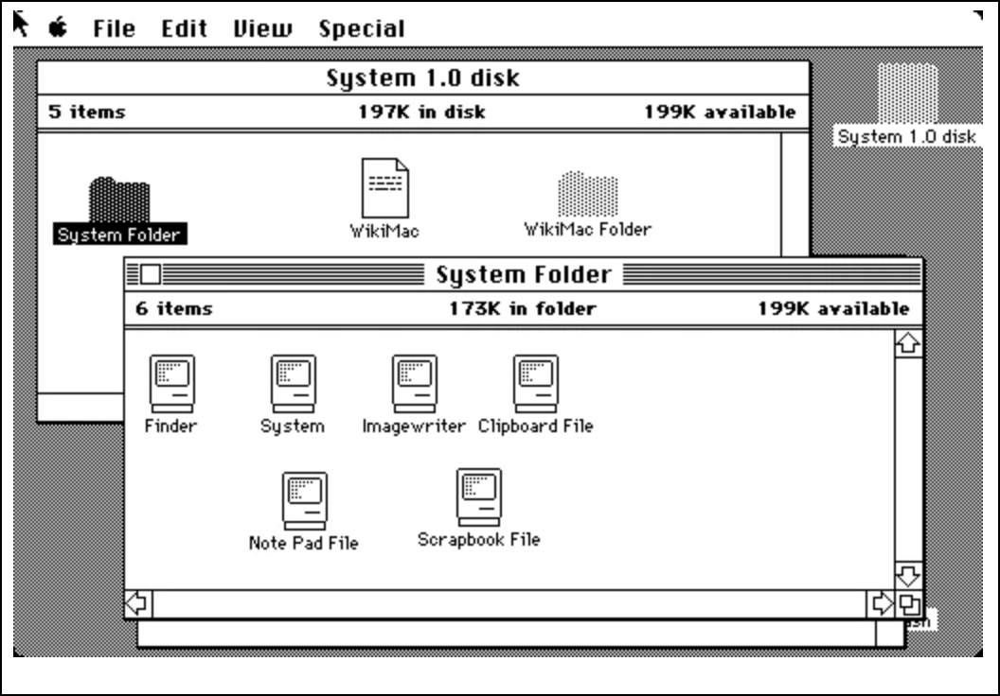 File Edit View Special
System 1.0 disk
5 items 197K in disk 199K available
System 1.0 disk
System Folder WikiMac WikiMac Folder
System Folder
6 items 173K in folder 199K available
Finder System Imagewriter Clipboard File
Note Pad File Scrapbook File